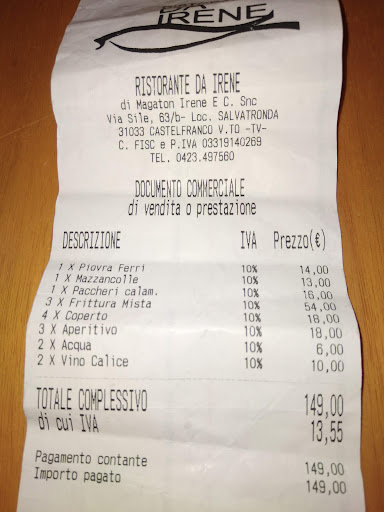 DA
IRENE
RISTORANTE DA IRENE
di Magaton Irene E C. Snc
Via Sile, 63/b- Loc. SALVATRONDA
31033 CASTELFRANCO V.TO -TV-
C. FISC e P.IVA 03319140269
TEL. 0423.497560
DOCUMENTO COMMERCIALE
di vendita o prestazione
DESCRIZIONE IVA Prezzo(€)
1 X Piovra Ferri 10% 14,00
1 X Mazzancolle 10% 13,00
1 X Paccheri calam. 10% 16,00
3 X Frittura Mista 10% 54,00
4 X Coperto 10% 18,00
3 X Aperitivo 10% 18,00
2 X Acqua 10% 6,00
2 X Vino Calice 10% 10,00
TOTALE COMPLESSIVO 149,00
di cui IVA 13,55
Pagamento contante 149,00
Importo pagato 149,00